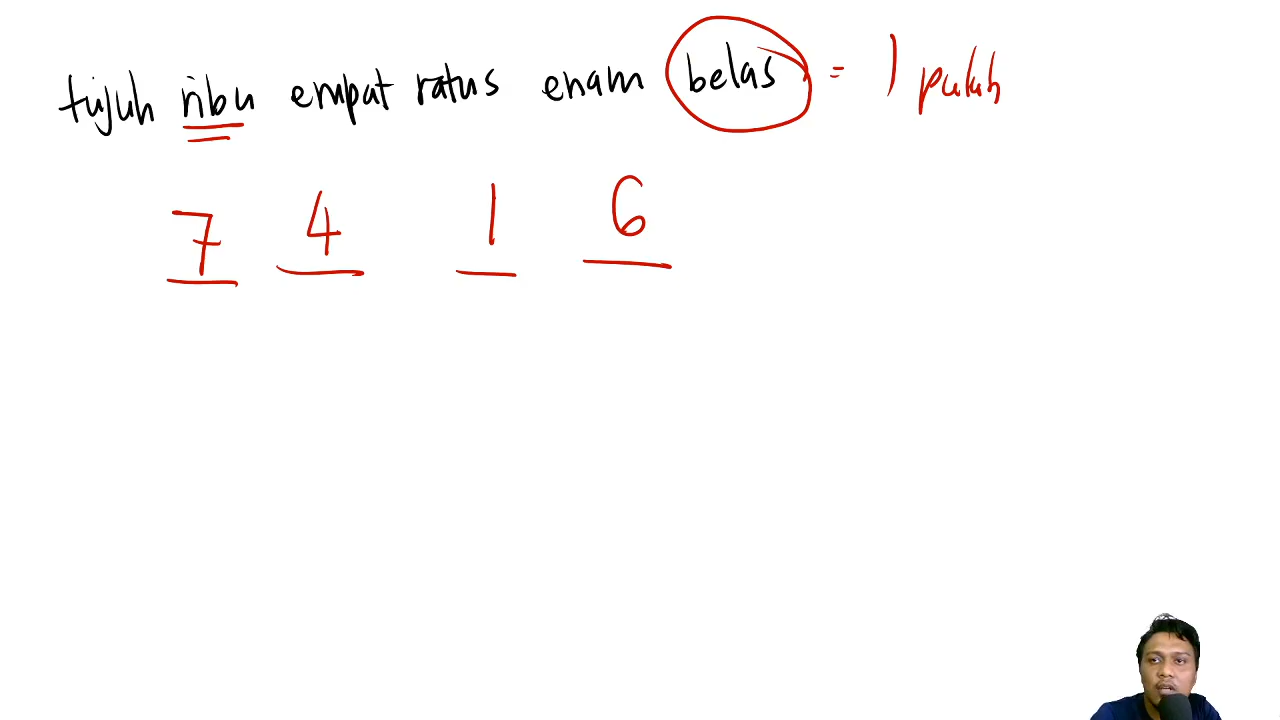 tujuh ribu empat ratus enam belas = 1 puluh
7 4 1 6